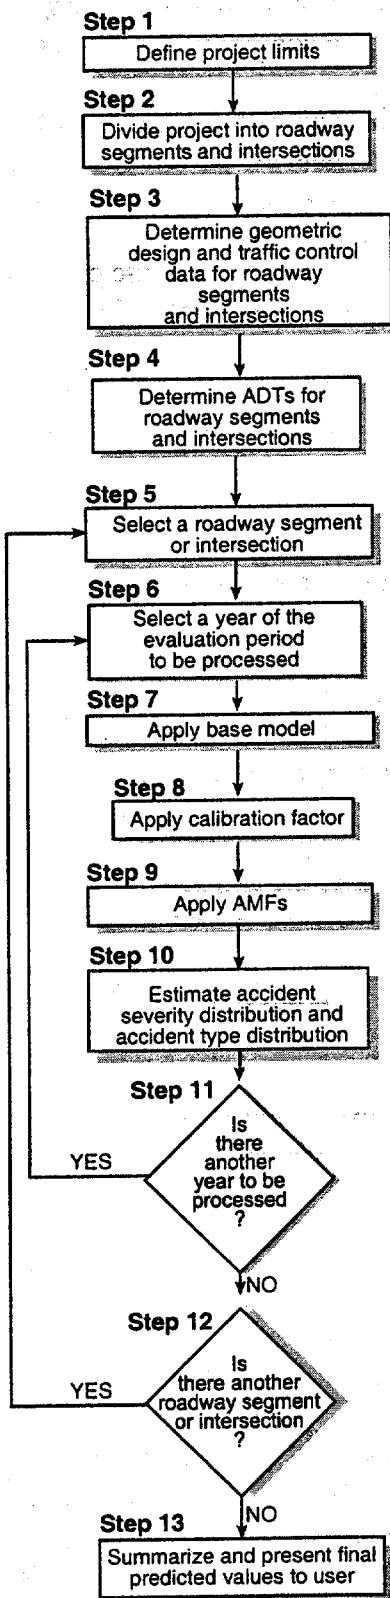 Step 1
Define project limits
Step 2
Divide project into roadway
segments and intersections
Step 3
Determine geometric
design and traffic control
data for roadway
segments
and intersections
Step 4
Determine ADTs for
roadway segments
and intersections
Step 5
Select a roadway segment
or intersection
Step 6
Select a year of the
evaluation period
to be processed
Step 7
Apply base model
Step 8
Apply calibration factor
Step 9
Apply AMFs
Step 10
Estimate accident
severity distribution and
accident type distribution
Step 11
Is
there
another
year to be
processed
?
YES
NO
Step 12
Is
there another
roadway segment
or intersection
?
YES
NO
Step 13
Summarize and present final
predicted values to user